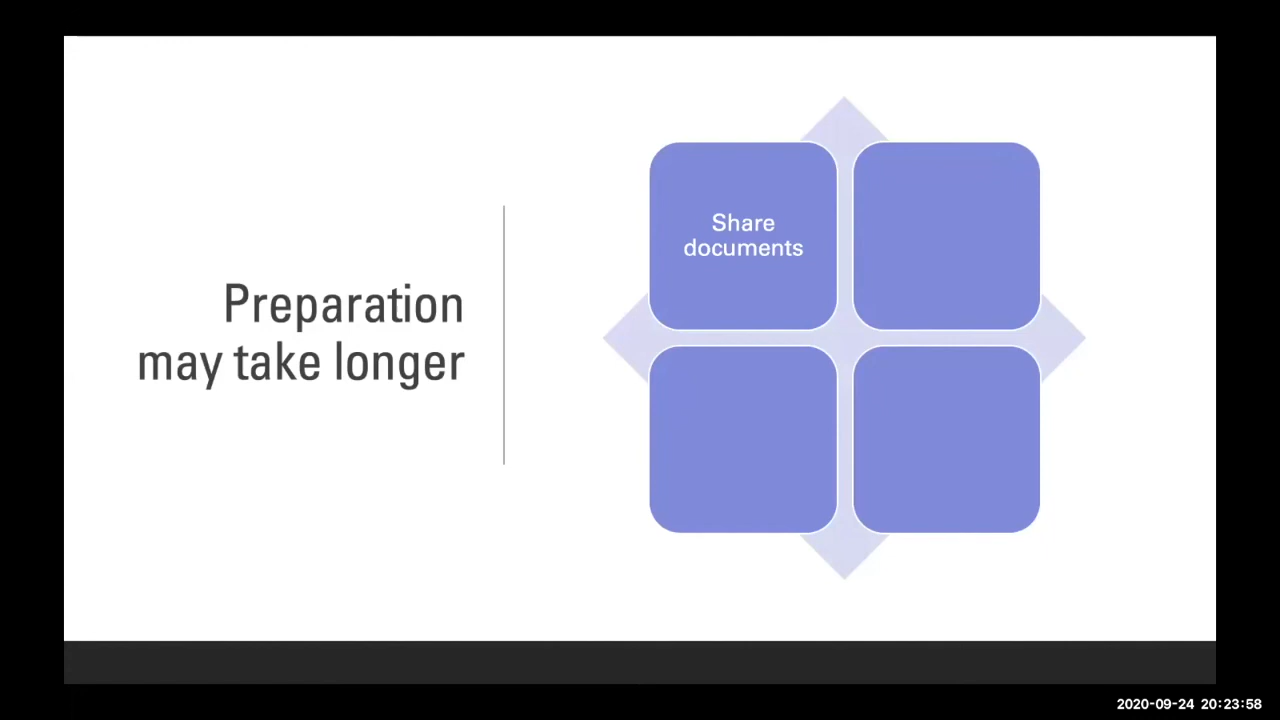 Preparation
may take longer
Share
documents
2020-09-24 20:23:58